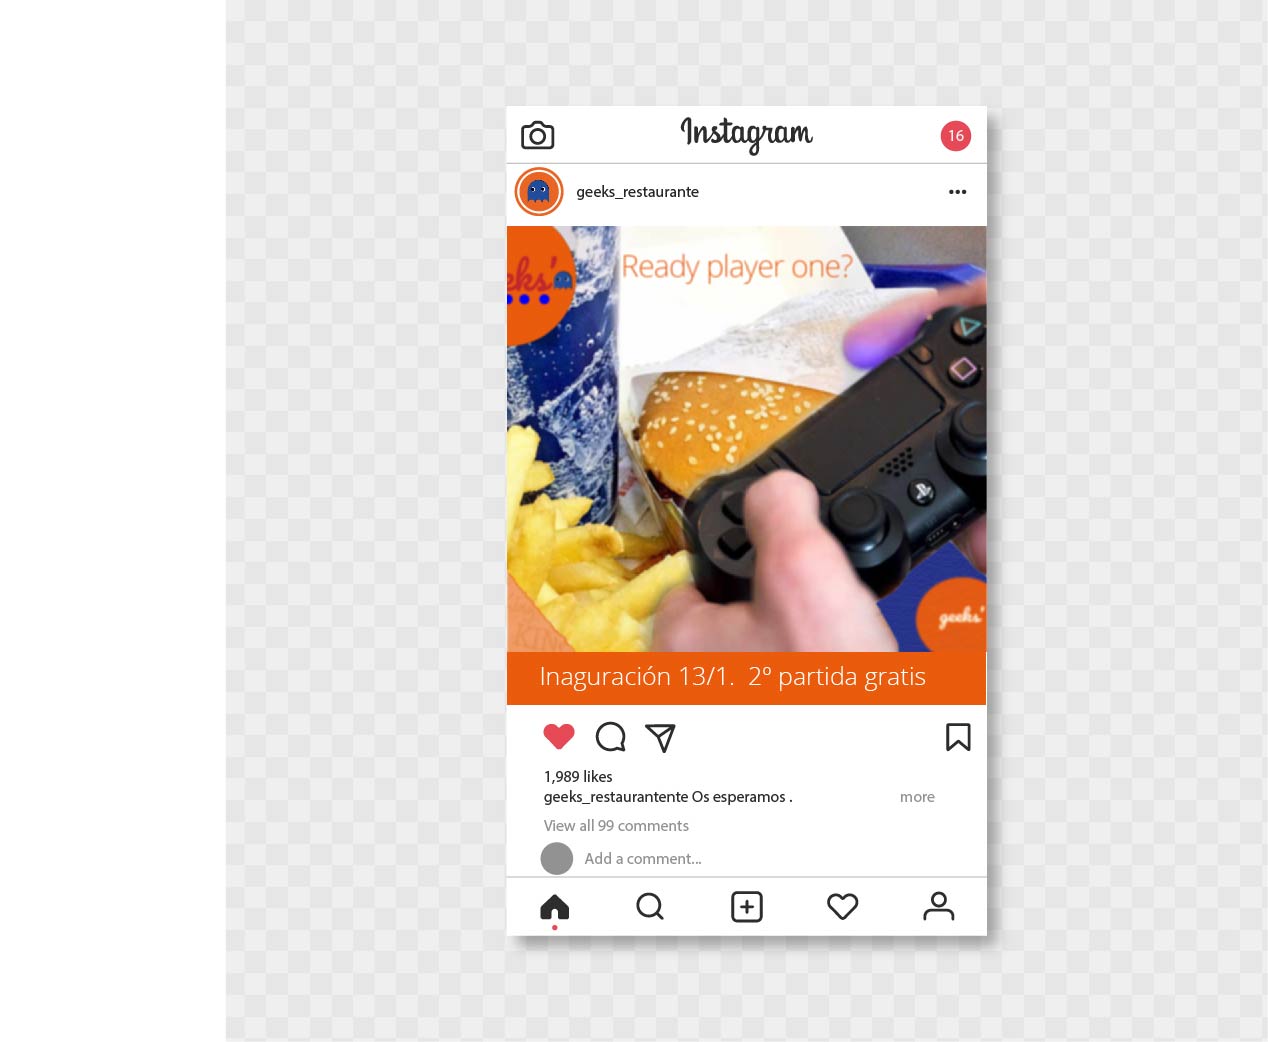 Instagram
16
geeks_restaurante
Ready player one?
eks'
geeks'
Inaguración 13/1. 2º partida gratis
1,989 likes
geeks_restaurantente Os esperamos .
more
View all 99 comments
Add a comment...